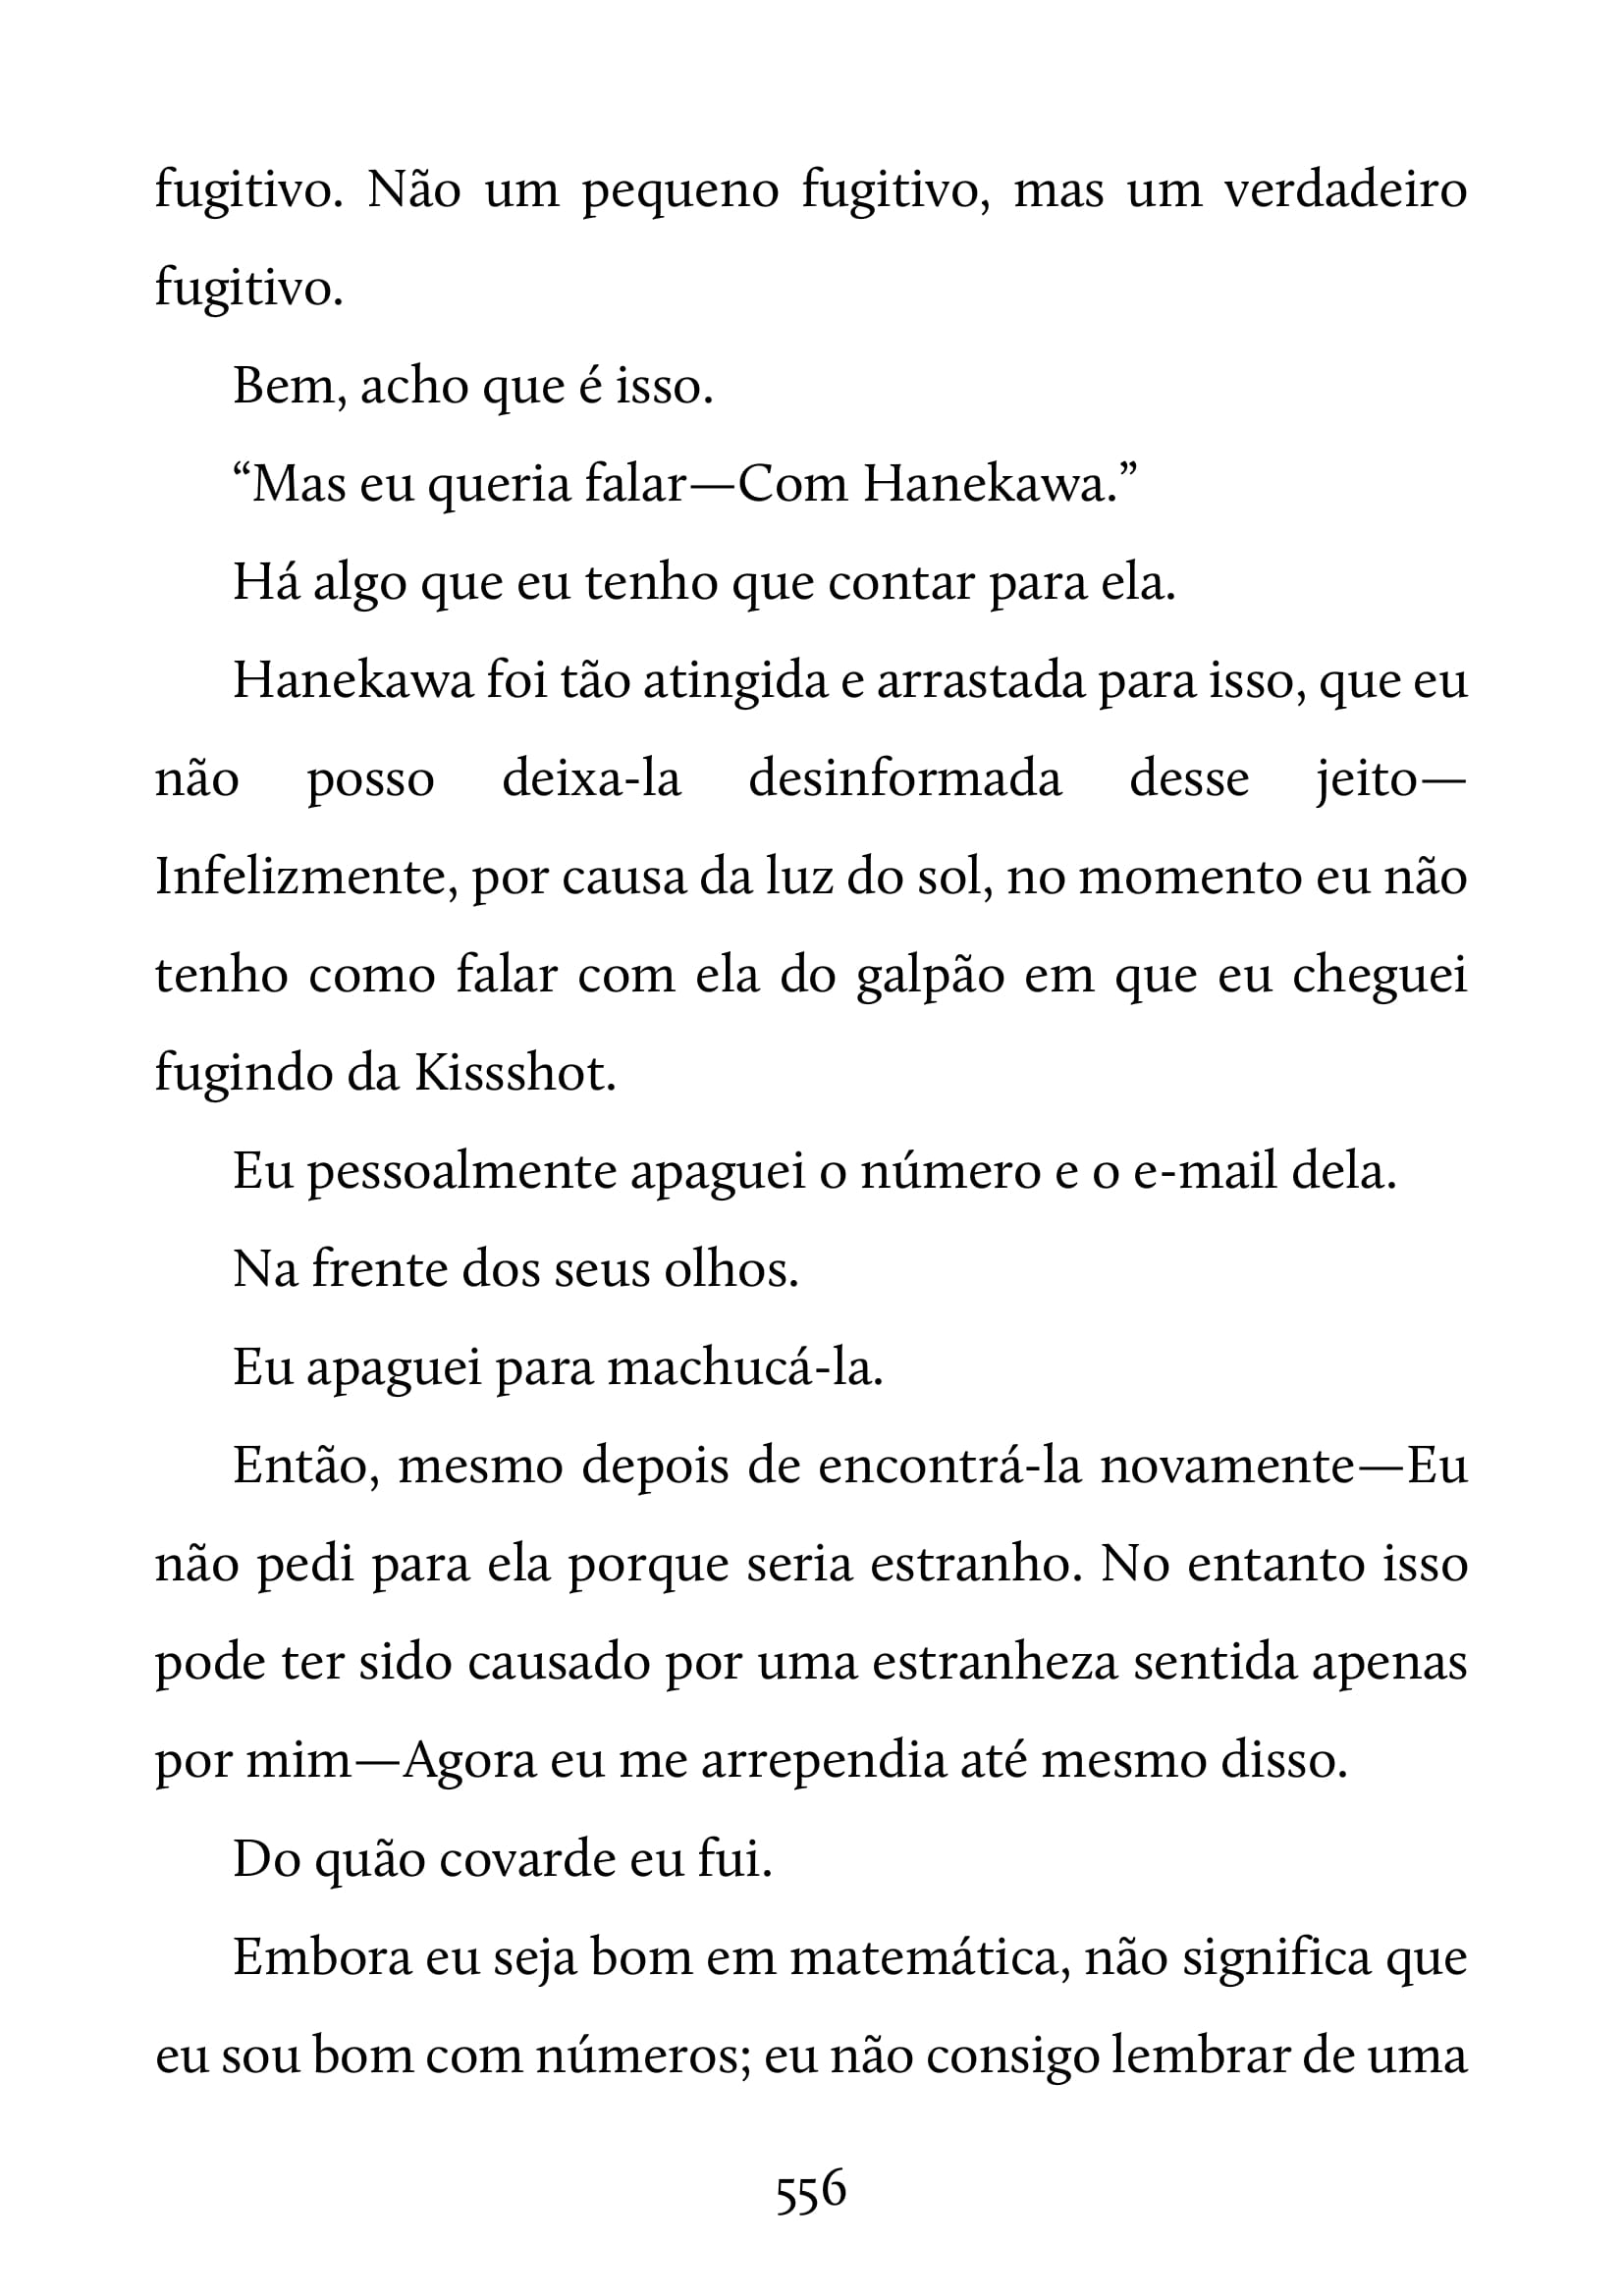 fugitivo. Não um pequeno fugitivo, mas um verdadeiro
fugitivo.
Bem, acho que é isso.
“Mas eu queria falar—Com Hanekawa.”
Há algo que eu tenho que contar para ela.
Hanekawa foi tão atingida e arrastada para isso, que eu
não posso deixa-la desinformada desse jeito—
Infelizmente, por causa da luz do sol, no momento eu não
tenho como falar com ela do galpão em que eu cheguei
fugindo da Kissshot.
Eu pessoalmente apaguei o número e o e-mail dela.
Na frente dos seus olhos.
Eu apaguei para machucá-la.
Então, mesmo depois de encontrá-la novamente—Eu
não pedi para ela porque seria estranho. No entanto isso
pode ter sido causado por uma estranheza sentida apenas
por mim—Agora eu me arrependia até mesmo disso.
Do quão covarde eu fui.
Embora eu seja bom em matemática, não significa que
eu sou bom com números; eu não consigo lembrar de uma
556